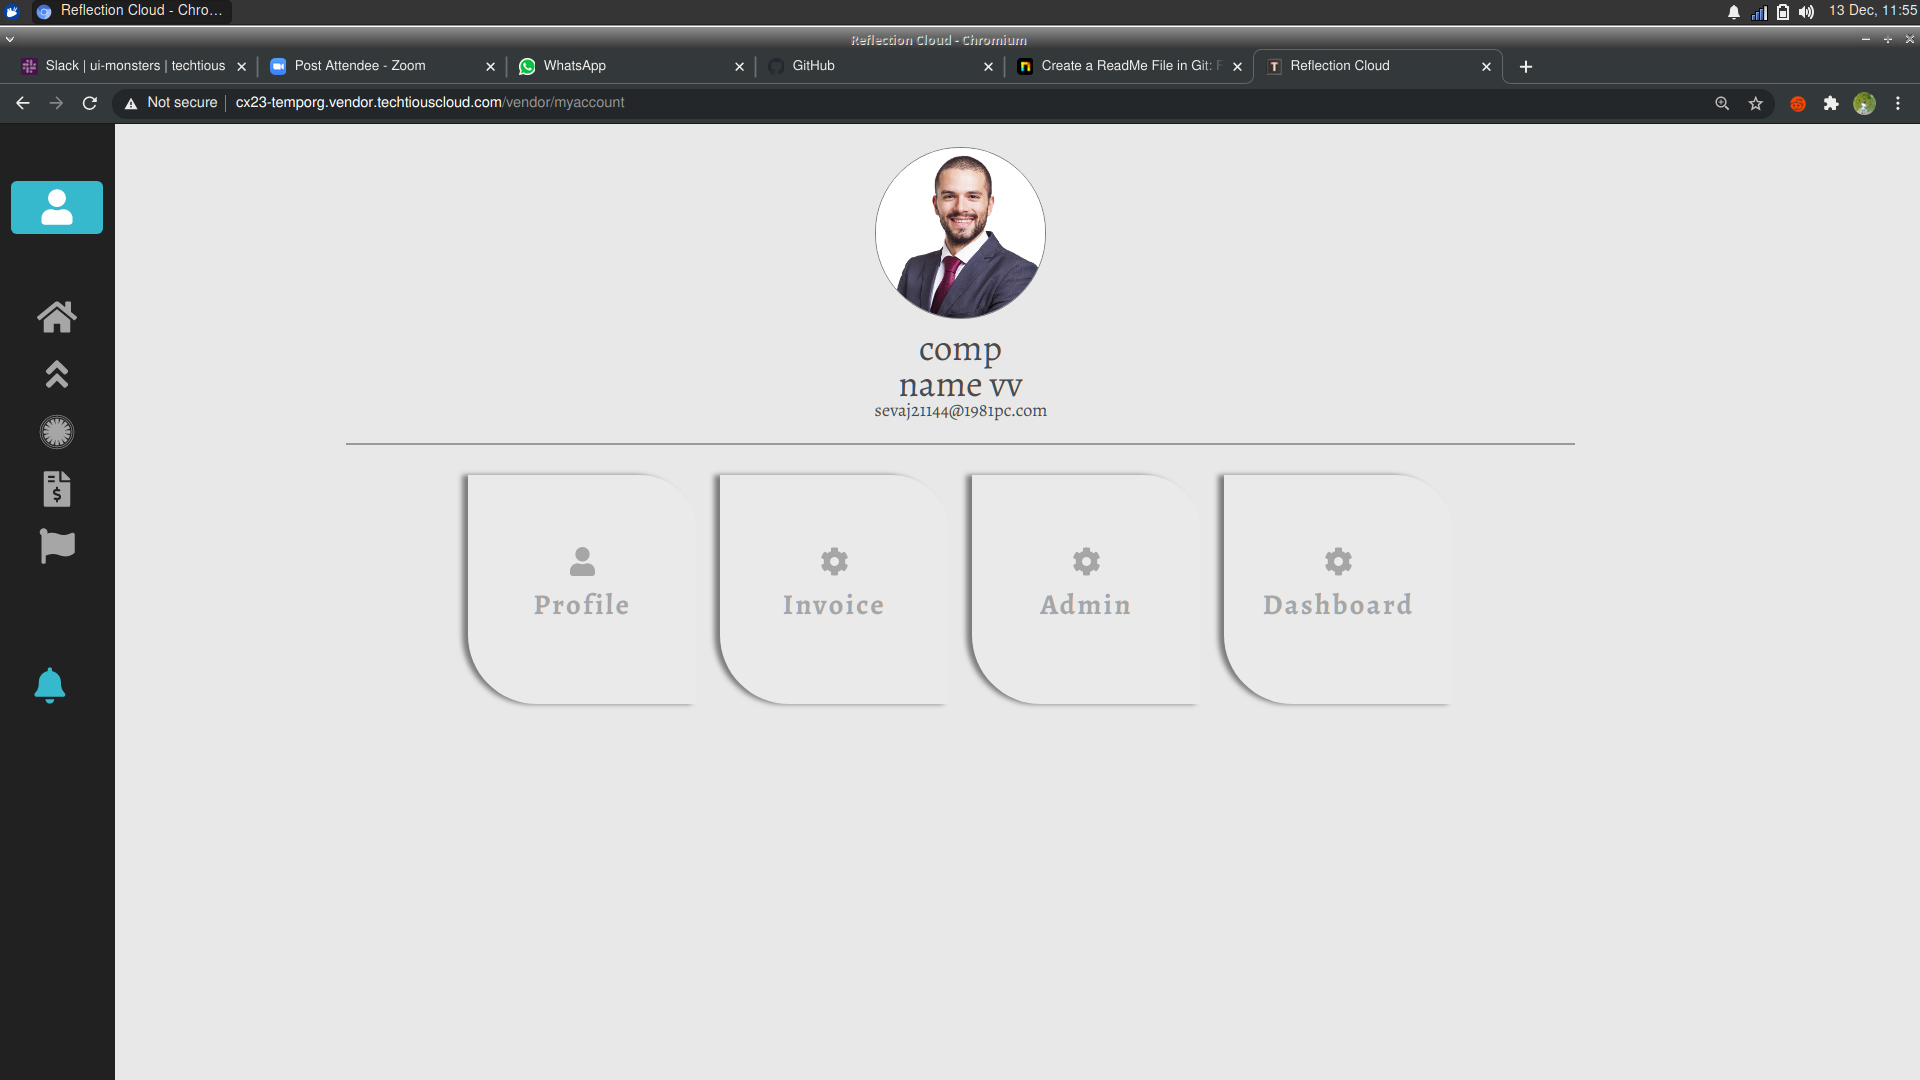 Reflection Cloud - Chro...
13 Dec, 11:55
Reflection Cloud - Chromium
Slack | ui-monsters | techtious
Post Attendee - Zoom
WhatsApp
GitHub
Create a ReadMe File in Git: F
T
Reflection Cloud
Not secure
cx23-temporg.vendor.techtiouscloud.com/vendor/myaccount
comp
name vv
sevaj21144@1981pc.com
$
Profile
Invoice
Admin
Dashboard